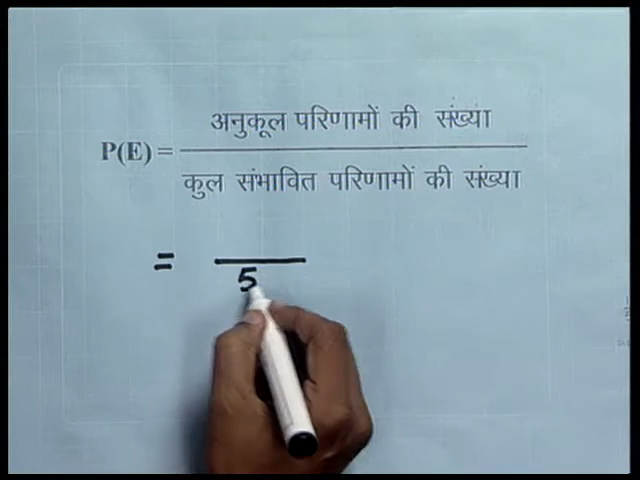 अनुकूल परिणामों की संख्या
P(E) =
कुल संभावित परिणामों की संख्या
=
5